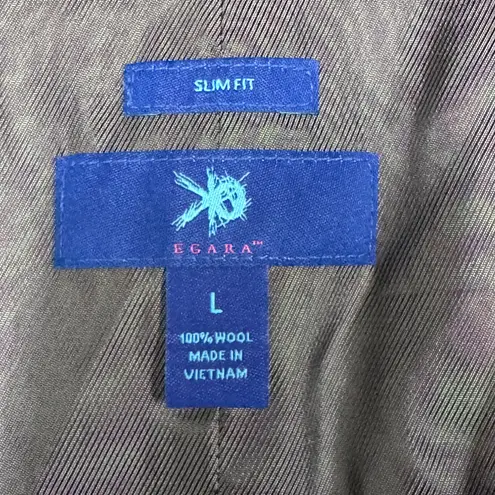 SLIM FIT
EGARA™
L
100% WOOL
MADE IN
VIETNAM